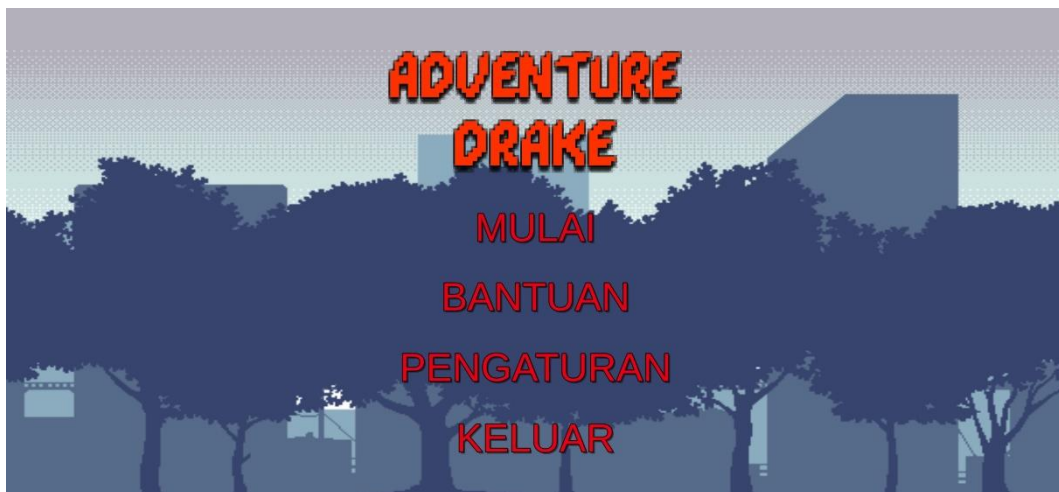 ADVENTURE
DRAKE
MULAI
BANTUAN
PENGATURAN
KELUAR